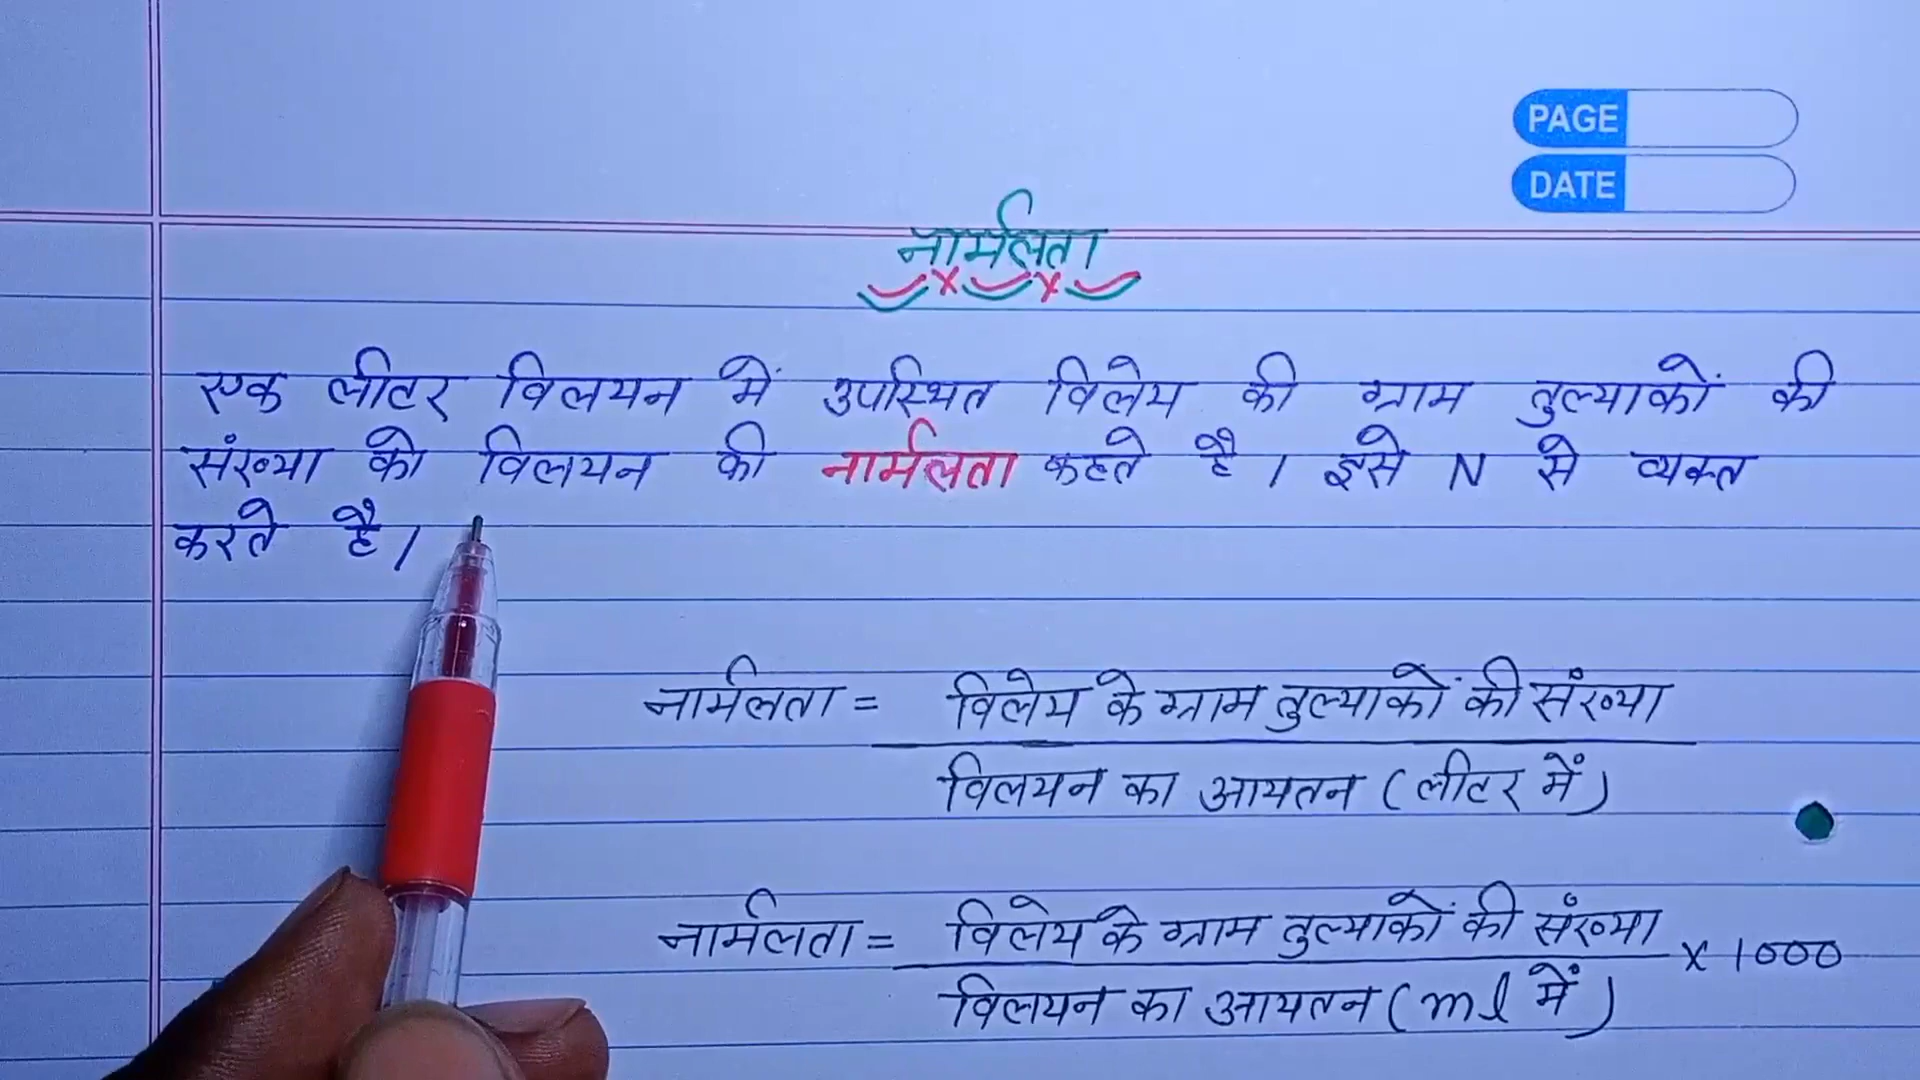 PAGE
DATE
नार्मलता
एक लीटर विलयन में उपस्थित विलेय की ग्राम तुल्याकों की
संख्या को विलयन की नार्मलता कहते है। इसे N से व्यक्त
करते है।
नार्मलता = विलेय के ग्राम तुल्याकों की संख्या
विलयन का आयतन (लीटर में)
नार्मलता = विलेय के ग्राम तुल्याकों की संख्या x 1000
विलयन का आयतन (ml में)